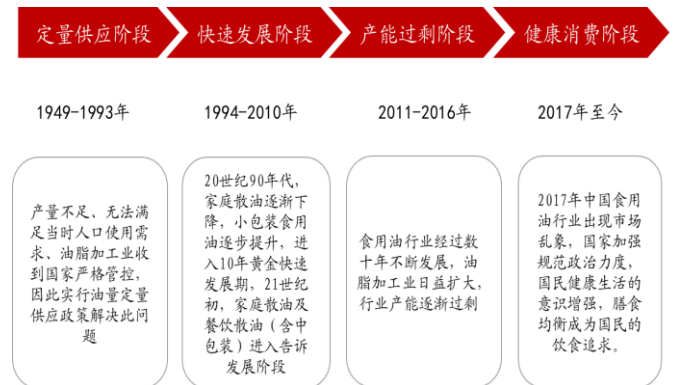 定量供应阶段
快速发展阶段
产能过剩阶段
健康消费阶段
1949-1993年
1994-2010年
2011-2016年
2017年至今
产量不足、无法满
足当时人口使用需
求、油脂加工业收
到国家严格管控,
因此实行油量定量
供应政策解决此问
题
20世纪90年代,
家庭散油逐渐下
降，小包装食用
油逐步提升，进
入10年黄金快速
发展期，21世纪
初，家庭散油及
餐饮散油（含中
包装）进入告诉
发展阶段
食用油行业经过数
十年不断发展，油
脂加工业日益扩大,
行业产能逐渐过剩
2017年中国食用
油行业出现市场
乱象，国家加强
规范政治力度，
国民健康生活的
意识增强，膳食
均衡成为国民的
饮食追求。